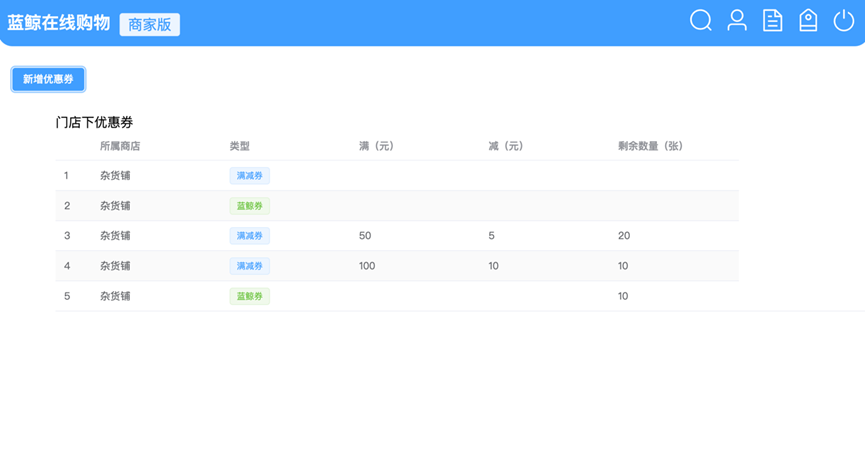 蓝鲸在线购物 商家版
新增优惠券
门店下优惠券
所属商店 类型 满（元） 减（元） 剩余数量（张）
1 杂货铺 满减券
2 杂货铺 蓝鲸券
3 杂货铺 满减券 50 5 20
4 杂货铺 满减券 100 10 10
5 杂货铺 蓝鲸券 10